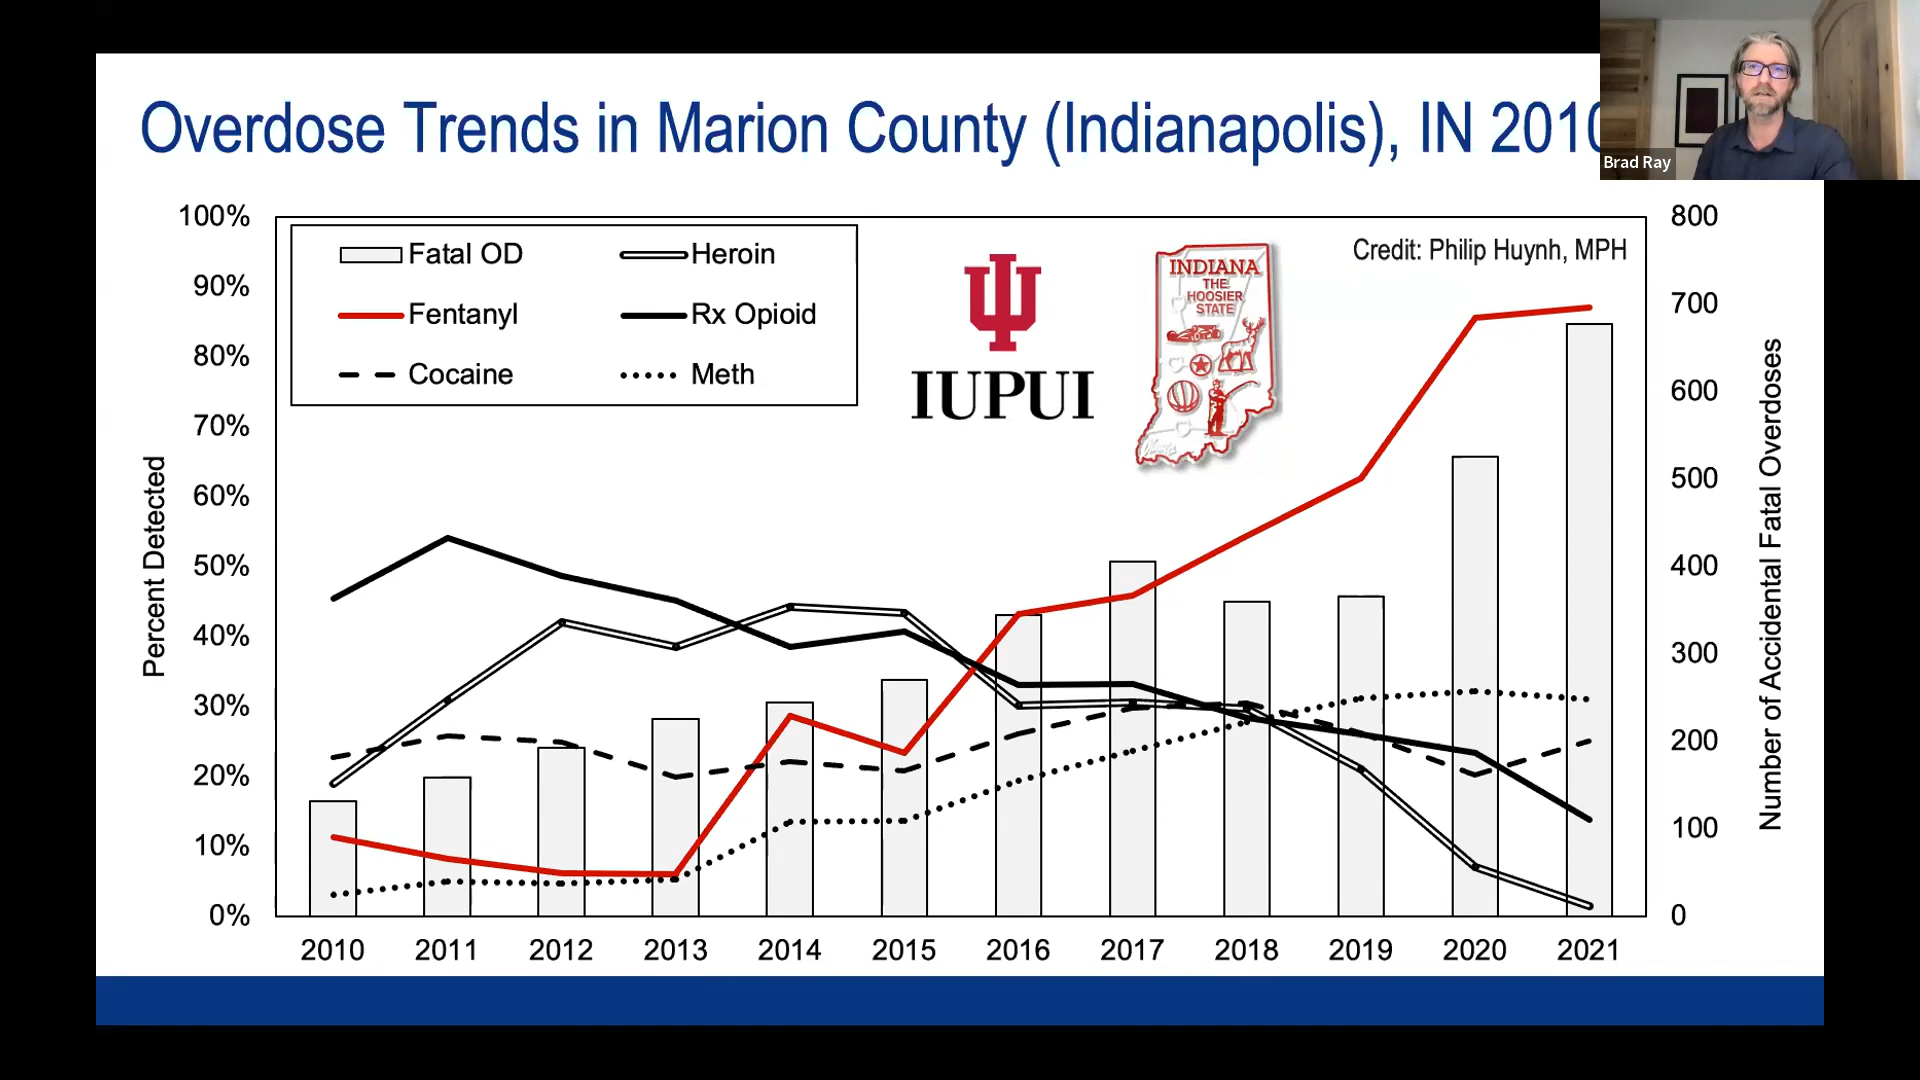 Overdose Trends in Marion County (Indianapolis), IN 2010
Brad Ray
100%
90%
80%
70%
60%
50%
40%
30%
20%
10%
0%
Percent Detected
Fatal OD
Heroin
Fentanyl
Rx Opioid
Cocaine
Meth
IUPUI
INDIANA
THE
HOOSIER
STATE
Credit: Philip Huynh, MPH
800
700
600
500
400
300
200
100
0
Number of Accidental Fatal Overdoses
2010 2011 2012 2013 2014 2015 2016 2017 2018 2019 2020 2021